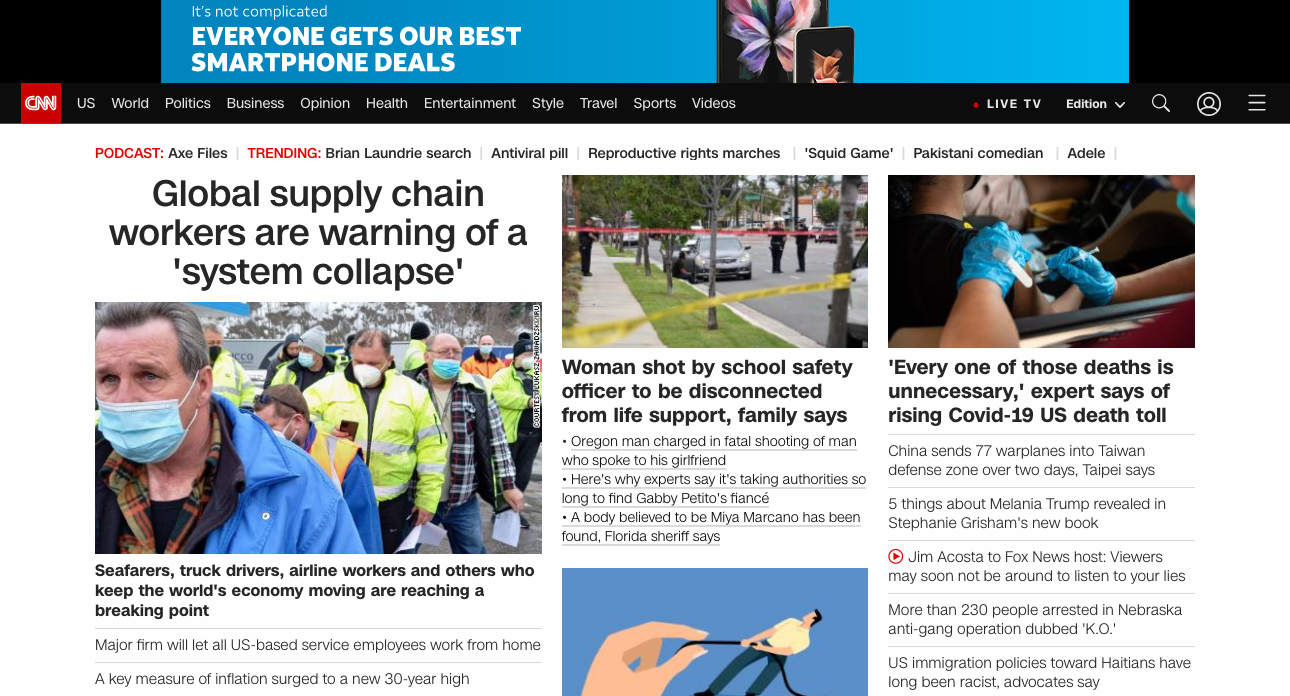 It's not complicated
EVERYONE GETS OUR BEST
SMARTPHONE DEALS
CNN US World Politics Business Opinion Health Entertainment Style Travel Sports Videos LIVE TV Edition
PODCAST: Axe Files | TRENDING: Brian Laundrie search | Antiviral pill | Reproductive rights marches | 'Squid Game' | Pakistani comedian | Adele |
Global supply chain
workers are warning of a
'system collapse'
COURTESY LUKASZ ZAWADZSKI/IRU
Seafarers, truck drivers, airline workers and others who
keep the world's economy moving are reaching a
breaking point
Major firm will let all US-based service employees work from home
A key measure of inflation surged to a new 30-year high
Woman shot by school safety
officer to be disconnected
from life support, family says
• Oregon man charged in fatal shooting of man
who spoke to his girlfriend
• Here's why experts say it's taking authorities so
long to find Gabby Petito's fiancé
• A body believed to be Miya Marcano has been
found, Florida sheriff says
'Every one of those deaths is
unnecessary,' expert says of
rising Covid-19 US death toll
China sends 77 warplanes into Taiwan
defense zone over two days, Taipei says
5 things about Melania Trump revealed in
Stephanie Grisham's new book
Jim Acosta to Fox News host: Viewers
may soon not be around to listen to your lies
More than 230 people arrested in Nebraska
anti-gang operation dubbed 'K.O.'
US immigration policies toward Haitians have
long been racist, advocates say